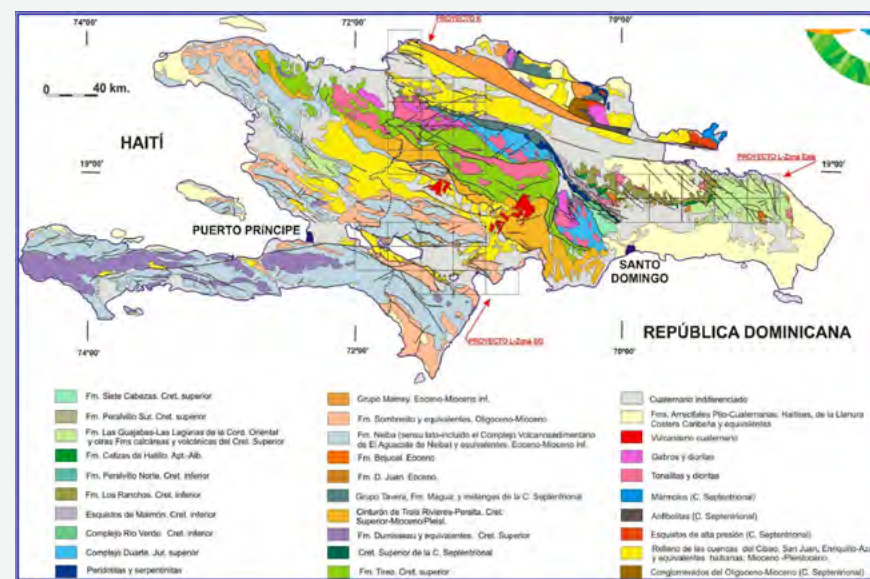 74°00'
72°00'
70°00'
PROYECTO K
0 40 km.
HAITÍ
19°00'
PROYECTO L-Zona Este
19°00'
PUERTO PRÍNCIPE
SANTO
DOMINGO
REPÚBLICA DOMINICANA
74°00'
72°00'
70°00'
PROYECTO L-Zona SO
Fm. Siete Cabezas. Cret. superior
Fm. Peralvillo Sur. Cret. superior
Fm. Las Guajabas-Las Lagunas de la Cord. Oriental
y otras Fms calcáreas y volcánicas del Cret. Superior
Fm. Calizas de Hatillo. Apt.-Alb.
Fm. Peralvillo Norte. Cret. inferior
Fm. Los Ranchos. Cret. inferior
Esquistos de Maimón. Cret. inferior
Complejo Río Verde. Cret. inferior
Complejo Duarte. Jur. superior
Peridotitas y serpentinitas
Grupo Mamey. Eoceno-Mioceno inf.
Fm. Sombrerito y equivalentes. Oligoceno-Mioceno
Fm. Neiba (sensu lato-incluido el Complejo Volcanosedimentario
de El Aguacate de Neiba) y equivalentes. Eoceno-Mioceno inf.
Fm. Bejucal. Eoceno
Fm. D. Juan. Eoceno.
Grupo Tavera, Fm. Magua, y mélanges de la C. Septentrional
Cinturón de Trois Rivieres-Peralta. Cret.
Superior-Mioceno/Pleist.
Fm. Dumisseau y equivalentes. Cret. Superior
Cret. Superior de la C. Septentrional
Fm. Tireo. Cret. superior
Cuaternario indiferenciado
Fms. Arrecifales Plio-Cuaternarias: Haitises, de la Llanura
Costera Caribeña y equivalentes
Vulcanismo cuaternario
Gabros y dioritas
Tonalitas y dioritas
Mármoles (C. Septentrional)
Anfibolitas (C. Septentrional)
Esquistos de alta presión (C. Septentrional)
Relleno de las cuencas del Cibao, San Juan, Enriquillo-Azua
y equivalentes haitianas. Mioceno-Pleistoceno
Conglomerados del Oligoceno-Mioceno (C. Septentrional)